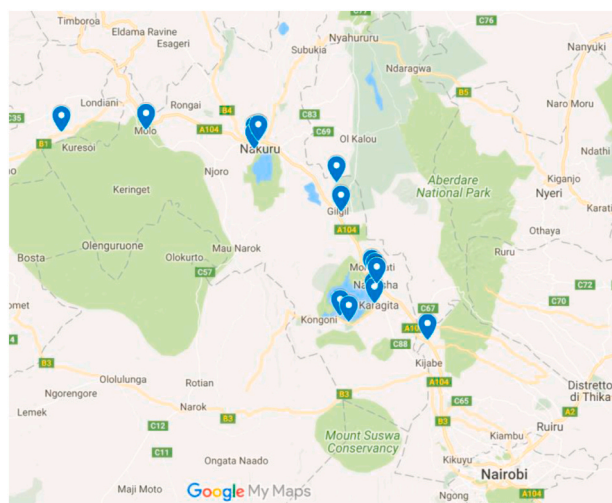 Timboroa
C76
Eldama Ravine
Esageri
Nyahururu
Subukia
Nanyuki
Ndaragwa
B5
Londiani
Rongai
B4
C83
Naro Moru
C35
Molo
A104
C69
Ol Kalou
B1
Kuresoi
Nakuru
Ndathi
Njoro
Aberdare
National Park
Kiganjo
Keringet
Nyeri
Karati
Gilgil
A104
Othaya
Olenguruone
Mau Narok
Ruru
Bosta
Olokurto
C57
C70
Karagita
C67
C72
Kongoni
A10
C88
Kijabe
B3
Ololulunga
Rotian
B3
A104
Distretto
di Thika
Ngorengore
C65
Lemek
Narok
B3
A2
C12
B3
Ruiru
C11
Mount Suswa
Conservancy
Kiambu
Ongata Naado
Kikuyu
Nairobi
Maji Moto
Google My Maps
Ngong
A104